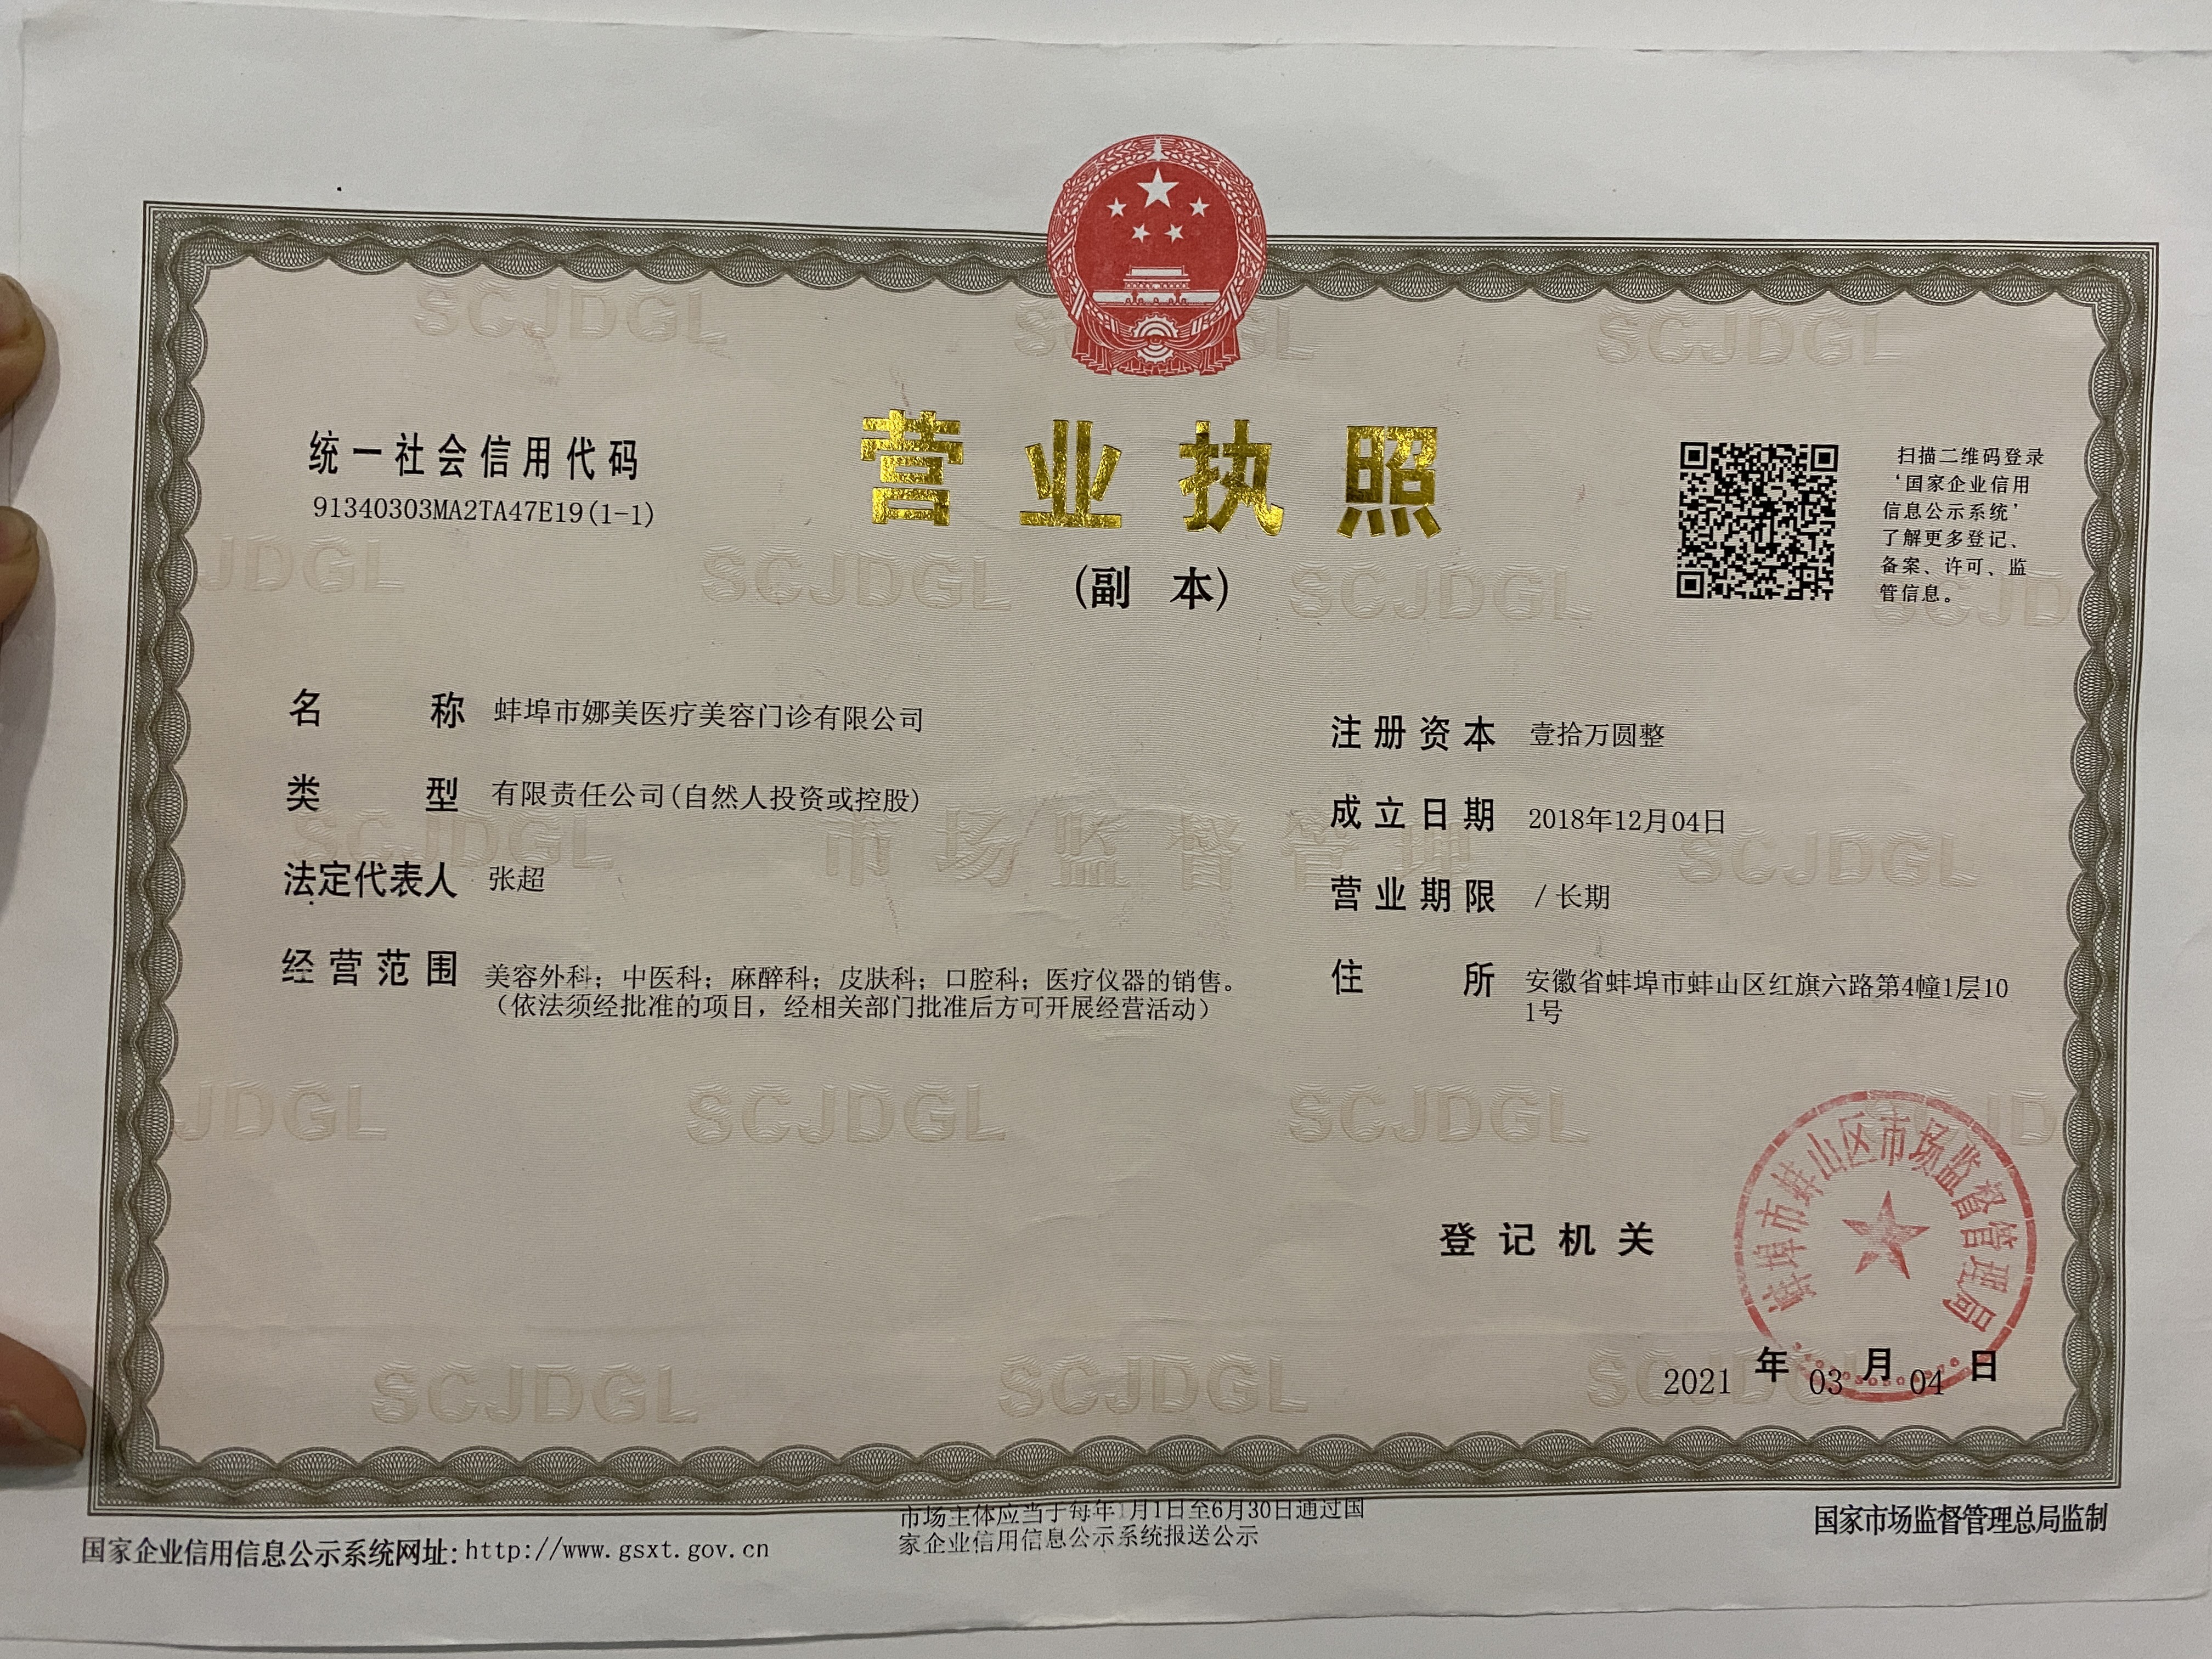 统一社会信用代码
91340303MA2TA47E19(1-1)
营业执照
(副 本)
扫描二维码登录
‘国家企业信用
信息公示系统’
了解更多登记、
备案、许可、监
管信息。
名 称 蚌埠市娜美医疗美容门诊有限公司
类 型 有限责任公司(自然人投资或控股)
法定代表人 张超
经营范围 美容外科；中医科；麻醉科；皮肤科；口腔科；医疗仪器的销售。
（依法须经批准的项目，经相关部门批准后方可开展经营活动）
注册资本 壹拾万圆整
成立日期 2018年12月04日
营业期限 / 长期
住 所 安徽省蚌埠市蚌山区红旗六路第4幢1层10
1号
市场监督管理
SCJDGL
登记机关
蚌埠市蚌山区市场监督管理局
2021 年 03 月 04 日
国家企业信用信息公示系统网址:http://www.gsxt.gov.cn
市场主体应当于每年1月1日至6月30日通过国
家企业信用信息公示系统报送公示
国家市场监督管理总局监制